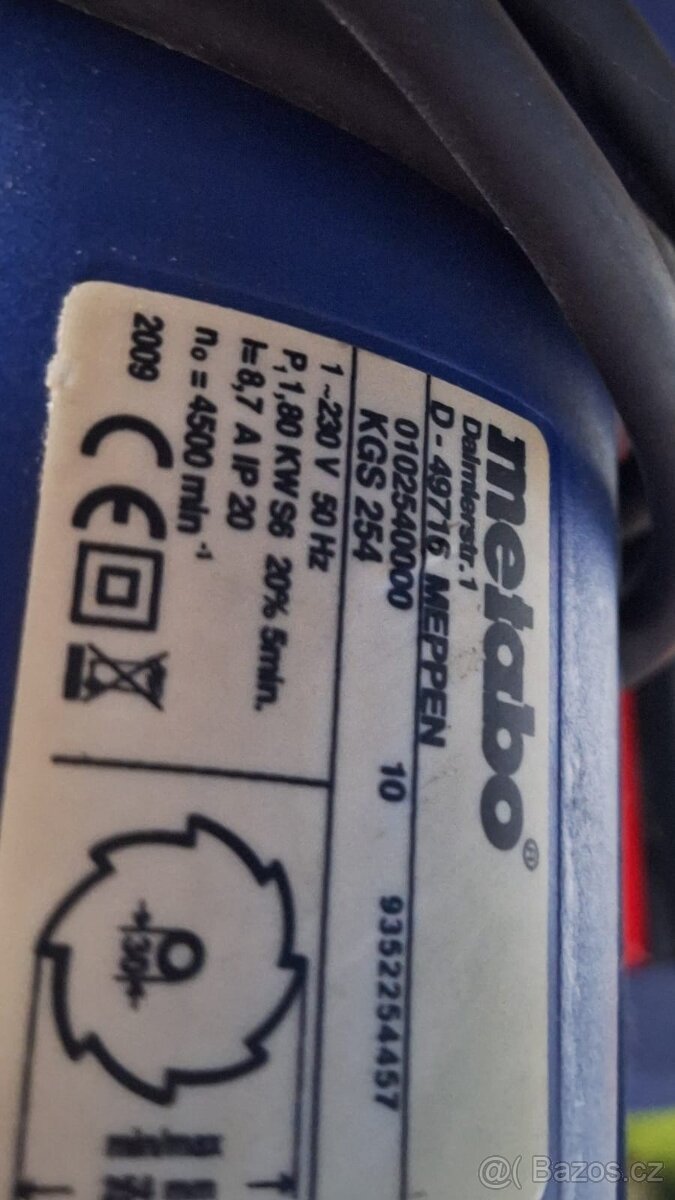 metabo®
Daimlerstr. 1
D - 49716 MEPPEN
0102540000 10 9352254457
KGS 254
1~230 V 50 Hz
P₁ 1,80 KW S6 20% 5min.
I=8,7 A IP 20
n₀ = 4500 min⁻¹
2009 CE
30
@( Bazos.cz